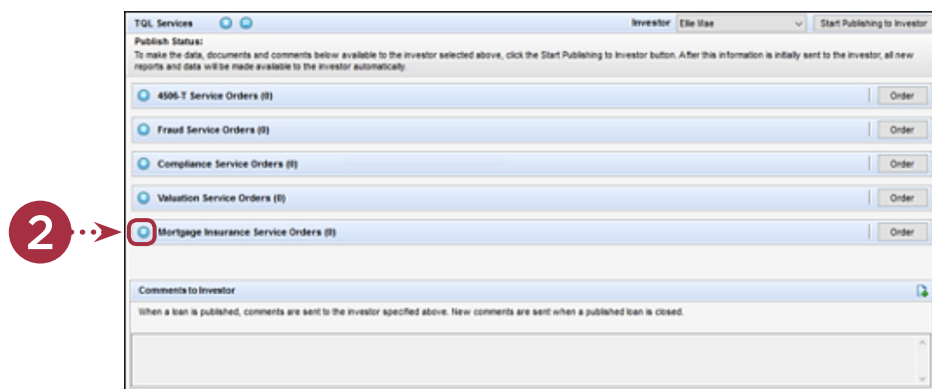 TQL Services Investor Ellie Mae Start Publishing to Investor
Publish Status:
To make the data, documents and comments below available to the investor selected above, click the Start Publishing to Investor button. After this information is initially sent to the investor, all new
reports and data will be made available to the investor automatically.
4506-T Service Orders (0) Order
Fraud Service Orders (0) Order
Compliance Service Orders (0) Order
Valuation Service Orders (0) Order
2 Mortgage Insurance Service Orders (0) Order
Comments to Investor
When a loan is published, comments are sent to the investor specified above. New comments are sent when a published loan is closed.